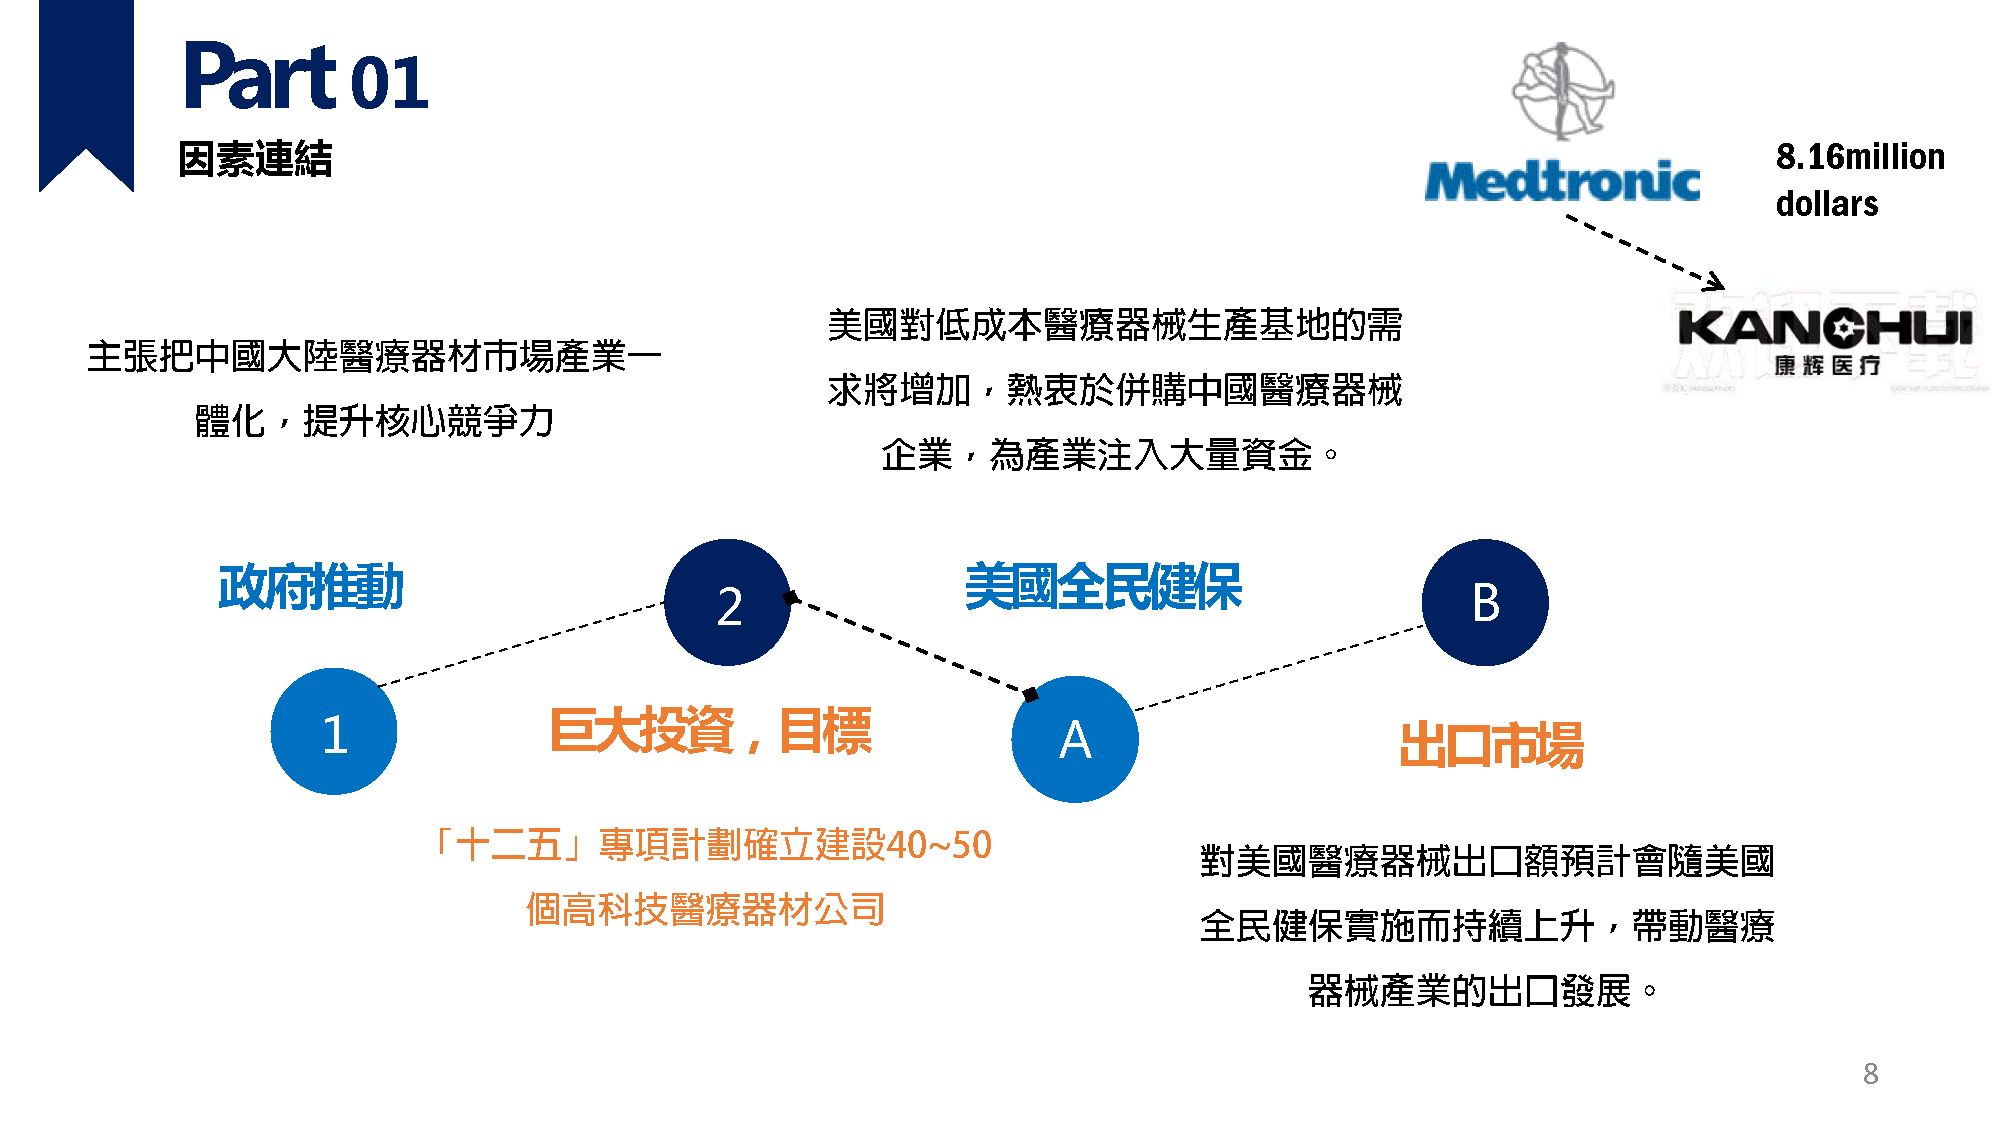 Part 01
因素連結
Medtronic
8.16million
dollars
KANGHUI
康辉医疗
主張把中國大陸醫療器材市場產業一
體化，提升核心競爭力
美國對低成本醫療器械生產基地的需
求將增加，熱衷於併購中國醫療器械
企業，為產業注入大量資金。
政府推動
2
美國全民健保
B
1
巨大投資，目標
A
出口市場
「十二五」專項計劃確立建設40~50
個高科技醫療器材公司
對美國醫療器械出口額預計會隨美國
全民健保實施而持續上升，帶動醫療
器械產業的出口發展。
8